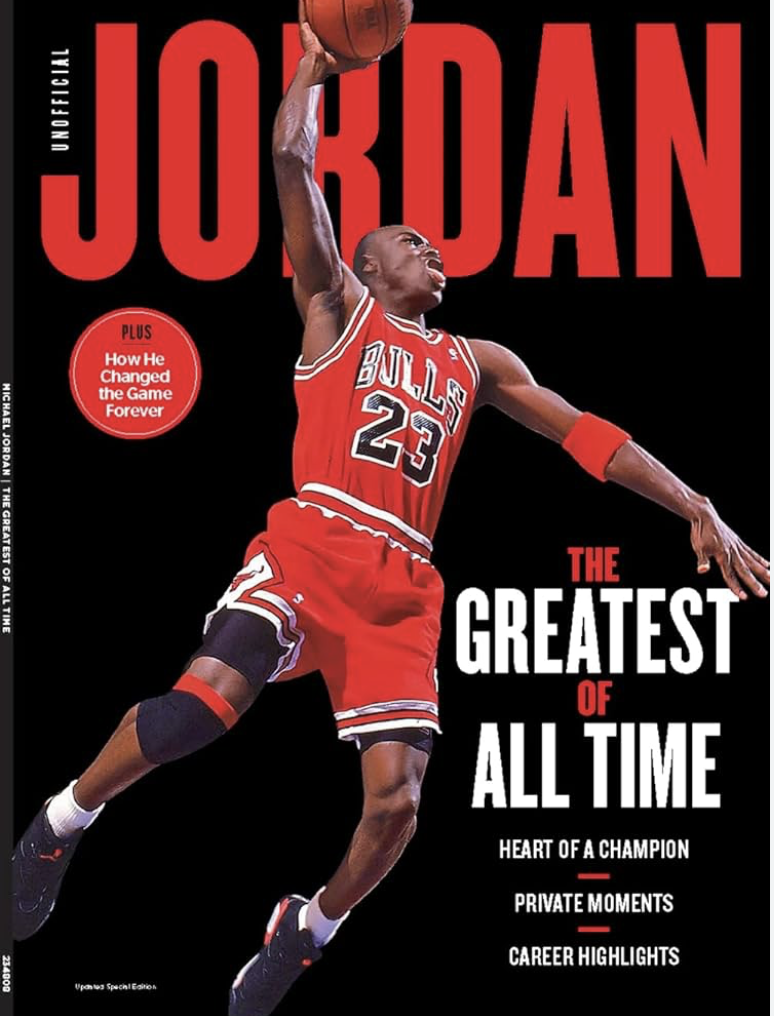 UNOFFICIAL
JORDAN
PLUS
How He
Changed
the Game
Forever
BULLS
23
MICHAEL JORDAN | THE GREATEST OF ALL TIME
THE
GREATEST
OF
ALL TIME
HEART OF A CHAMPION
PRIVATE MOMENTS
CAREER HIGHLIGHTS
Updated Special Edition